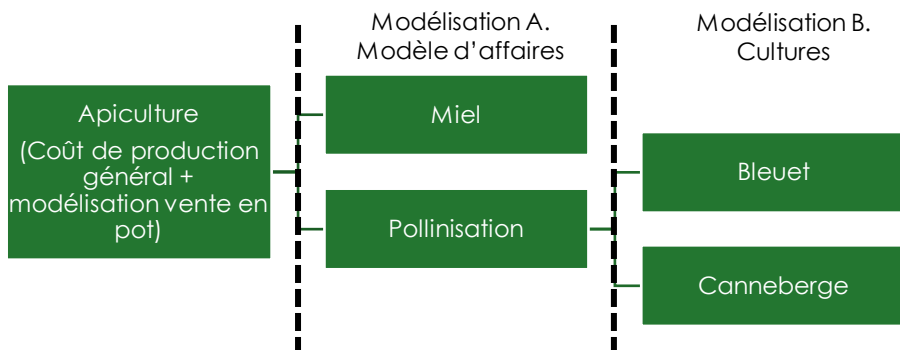 Modélisation A.
Modèle d'affaires
Modélisation B.
Cultures
Apiculture
(Coût de production
général +
modélisation vente en
pot)
Miel
Pollinisation
Bleuet
Canneberge